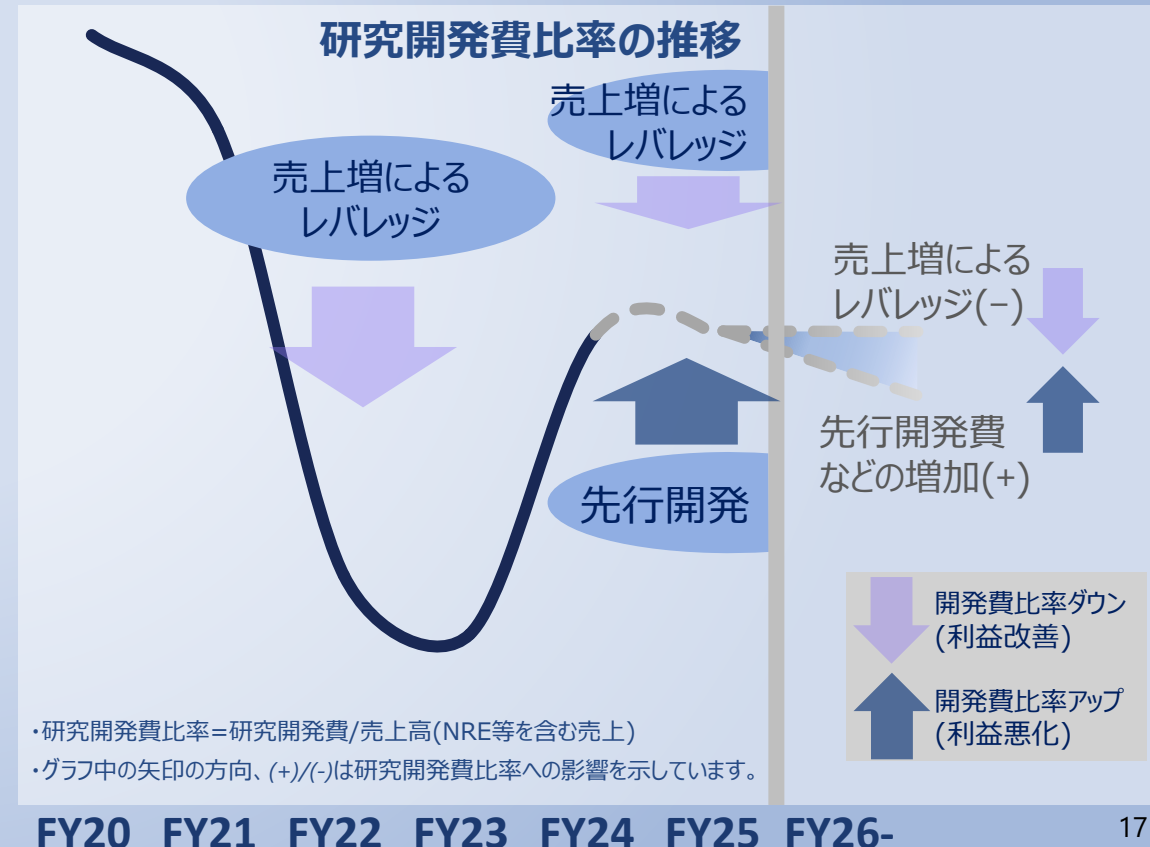 研究開発費比率の推移
売上増による
レバレッジ
売上増による
レバレッジ
売上増による
レバレッジ(−)
先行開発
先行開発費
などの増加(+)
開発費比率ダウン
(利益改善)
開発費比率アップ
(利益悪化)
・研究開発費比率=研究開発費/売上高(NRE等を含む売上)
・グラフ中の矢印の方向、(+)/(-)は研究開発費比率への影響を示しています。
FY20 FY21 FY22 FY23 FY24 FY25 FY26-
17